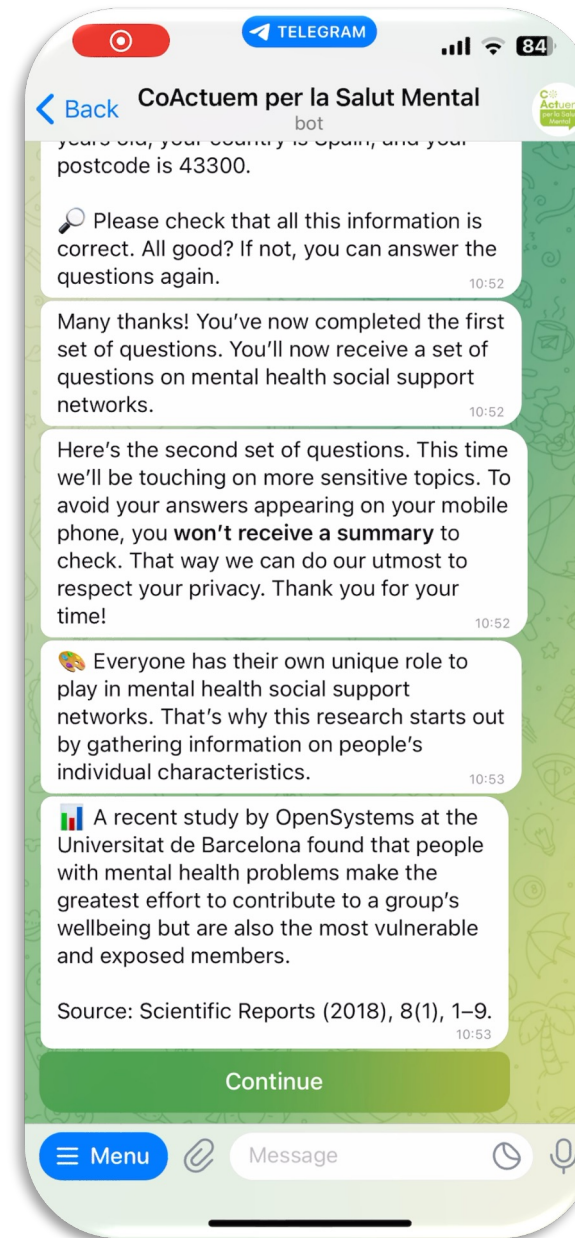 TELEGRAM
84
Back
CoActuem per la Salut Mental
bot
years old, your country is Spain, and your
postcode is 43300.
🔎 Please check that all this information is
correct. All good? If not, you can answer the
questions again.
10:52
Many thanks! You’ve now completed the first
set of questions. You’ll now receive a set of
questions on mental health social support
networks.
10:52
Here’s the second set of questions. This time
we’ll be touching on more sensitive topics. To
avoid your answers appearing on your mobile
phone, you won’t receive a summary to
check. That way we can do our utmost to
respect your privacy. Thank you for your
time!
10:52
🎨 Everyone has their own unique role to
play in mental health social support
networks. That’s why this research starts out
by gathering information on people’s
individual characteristics.
10:53
📊 A recent study by OpenSystems at the
Universitat de Barcelona found that people
with mental health problems make the
greatest effort to contribute to a group’s
wellbeing but are also the most vulnerable
and exposed members.
Source: Scientific Reports (2018), 8(1), 1–9.
10:53
Continue
Menu
Message